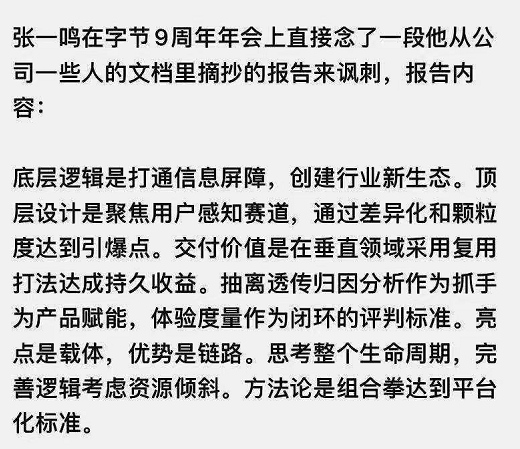 张一鸣在字节9周年年会上直接念了一段他从公
司一些人的文档里摘抄的报告来讽刺，报告内
容：
底层逻辑是打通信息屏障，创建行业新生态。顶
层设计是聚焦用户感知赛道，通过差异化和颗粒
度达到引爆点。交付价值是在垂直领域采用复用
打法达成持久收益。抽离透传归因分析作为抓手
为产品赋能，体验度量作为闭环的评判标准。亮
点是载体，优势是链路。思考整个生命周期，完
善逻辑考虑资源倾斜。方法论是组合拳达到平台
化标准。